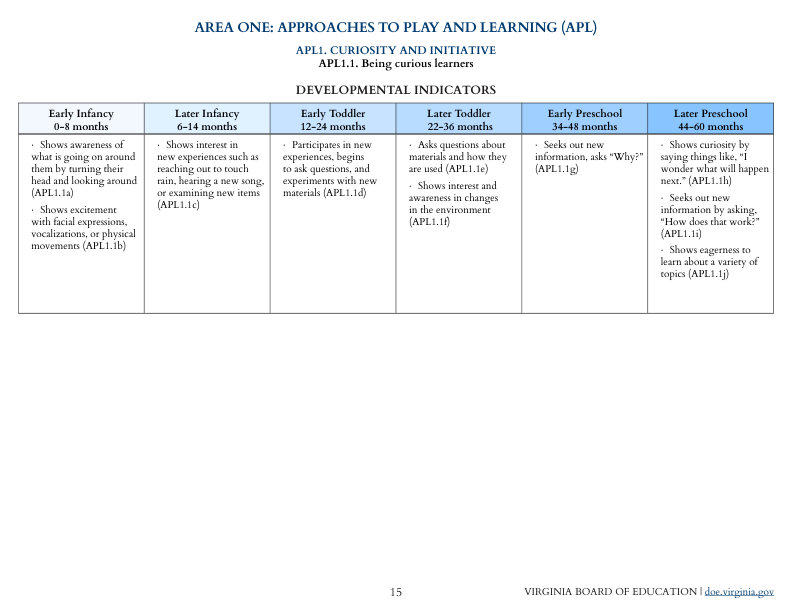 AREA ONE: APPROACHES TO PLAY AND LEARNING (APL)
APL1. CURIOSITY AND INITIATIVE
APL1.1. Being curious learners
DEVELOPMENTAL INDICATORS
Early Infancy
0–8 months
· Shows awareness of
what is going on around
them by turning their
head and looking around
(APL1.1a)
· Shows excitement
with facial expressions,
vocalizations, or physical
movements (APL1.1b)
Later Infancy
6–14 months
· Shows interest in
new experiences such as
reaching out to touch
rain, hearing a new song,
or examining new items
(APL1.1c)
Early Toddler
12–24 months
· Participates in new
experiences, begins
to ask questions, and
experiments with new
materials (APL1.1d)
Later Toddler
22–36 months
· Asks questions about
materials and how they
are used (APL1.1e)
· Shows interest and
awareness in changes
in the environment
(APL1.1f)
Early Preschool
34–48 months
· Seeks out new
information, asks “Why?”
(APL1.1g)
Later Preschool
44–60 months
· Shows curiosity by
saying things like, “I
wonder what will happen
next.” (APL1.1h)
· Seeks out new
information by asking,
“How does that work?”
(APL1.1i)
· Shows eagerness to
learn about a variety of
topics (APL1.1j)
15
VIRGINIA BOARD OF EDUCATION | doe.virginia.gov